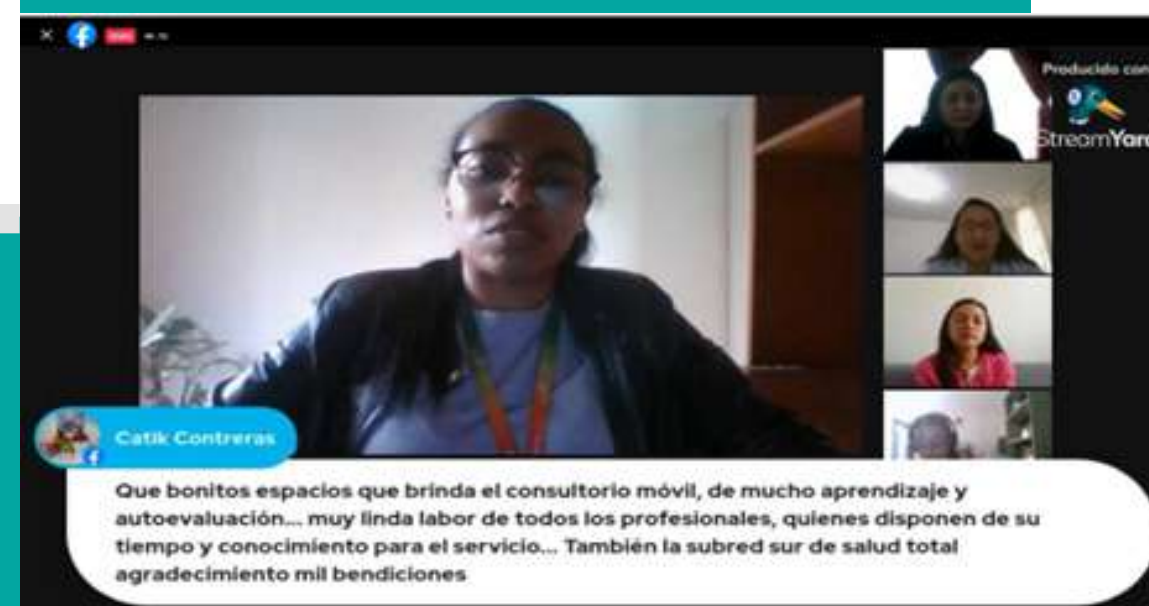 Producido con
StreamYard
Catik Contreras
Que bonitos espacios que brinda el consultorio móvil, de mucho aprendizaje y
autoevaluación... muy linda labor de todos los profesionales, quienes disponen de su
tiempo y conocimiento para el servicio... También la subred sur de salud total
agradecimiento mil bendiciones